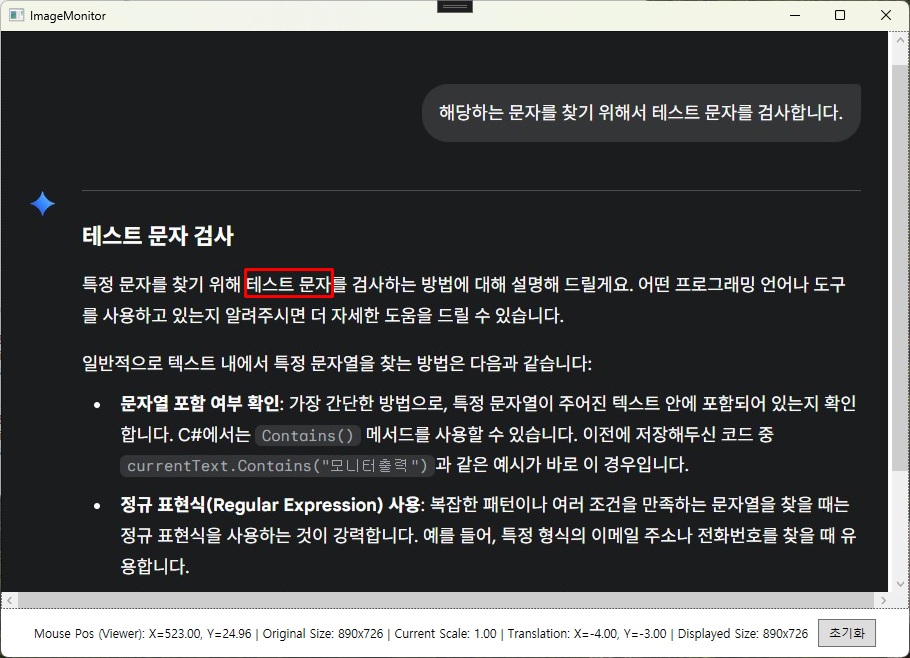 ImageMonitor
해당하는 문자를 찾기 위해서 테스트 문자를 검사합니다.
테스트 문자 검사
특정 문자를 찾기 위해 테스트 문자를 검사하는 방법에 대해 설명해 드릴게요. 어떤 프로그래밍 언어나 도구
를 사용하고 있는지 알려주시면 더 자세한 도움을 드릴 수 있습니다.
일반적으로 텍스트 내에서 특정 문자열을 찾는 방법은 다음과 같습니다:
• 문자열 포함 여부 확인: 가장 간단한 방법으로, 특정 문자열이 주어진 텍스트 안에 포함되어 있는지 확인
합니다. C#에서는 Contains() 메서드를 사용할 수 있습니다. 이전에 저장해두신 코드 중
currentText.Contains("모니터출력")과 같은 예시가 바로 이 경우입니다.
• 정규 표현식(Regular Expression) 사용: 복잡한 패턴이나 여러 조건을 만족하는 문자열을 찾을 때는
정규 표현식을 사용하는 것이 강력합니다. 예를 들어, 특정 형식의 이메일 주소나 전화번호를 찾을 때 유
용합니다.
Mouse Pos (Viewer): X=523.00, Y=24.96 | Original Size: 890x726 | Current Scale: 1.00 | Translation: X=-4.00, Y=-3.00 | Displayed Size: 890x726
초기화